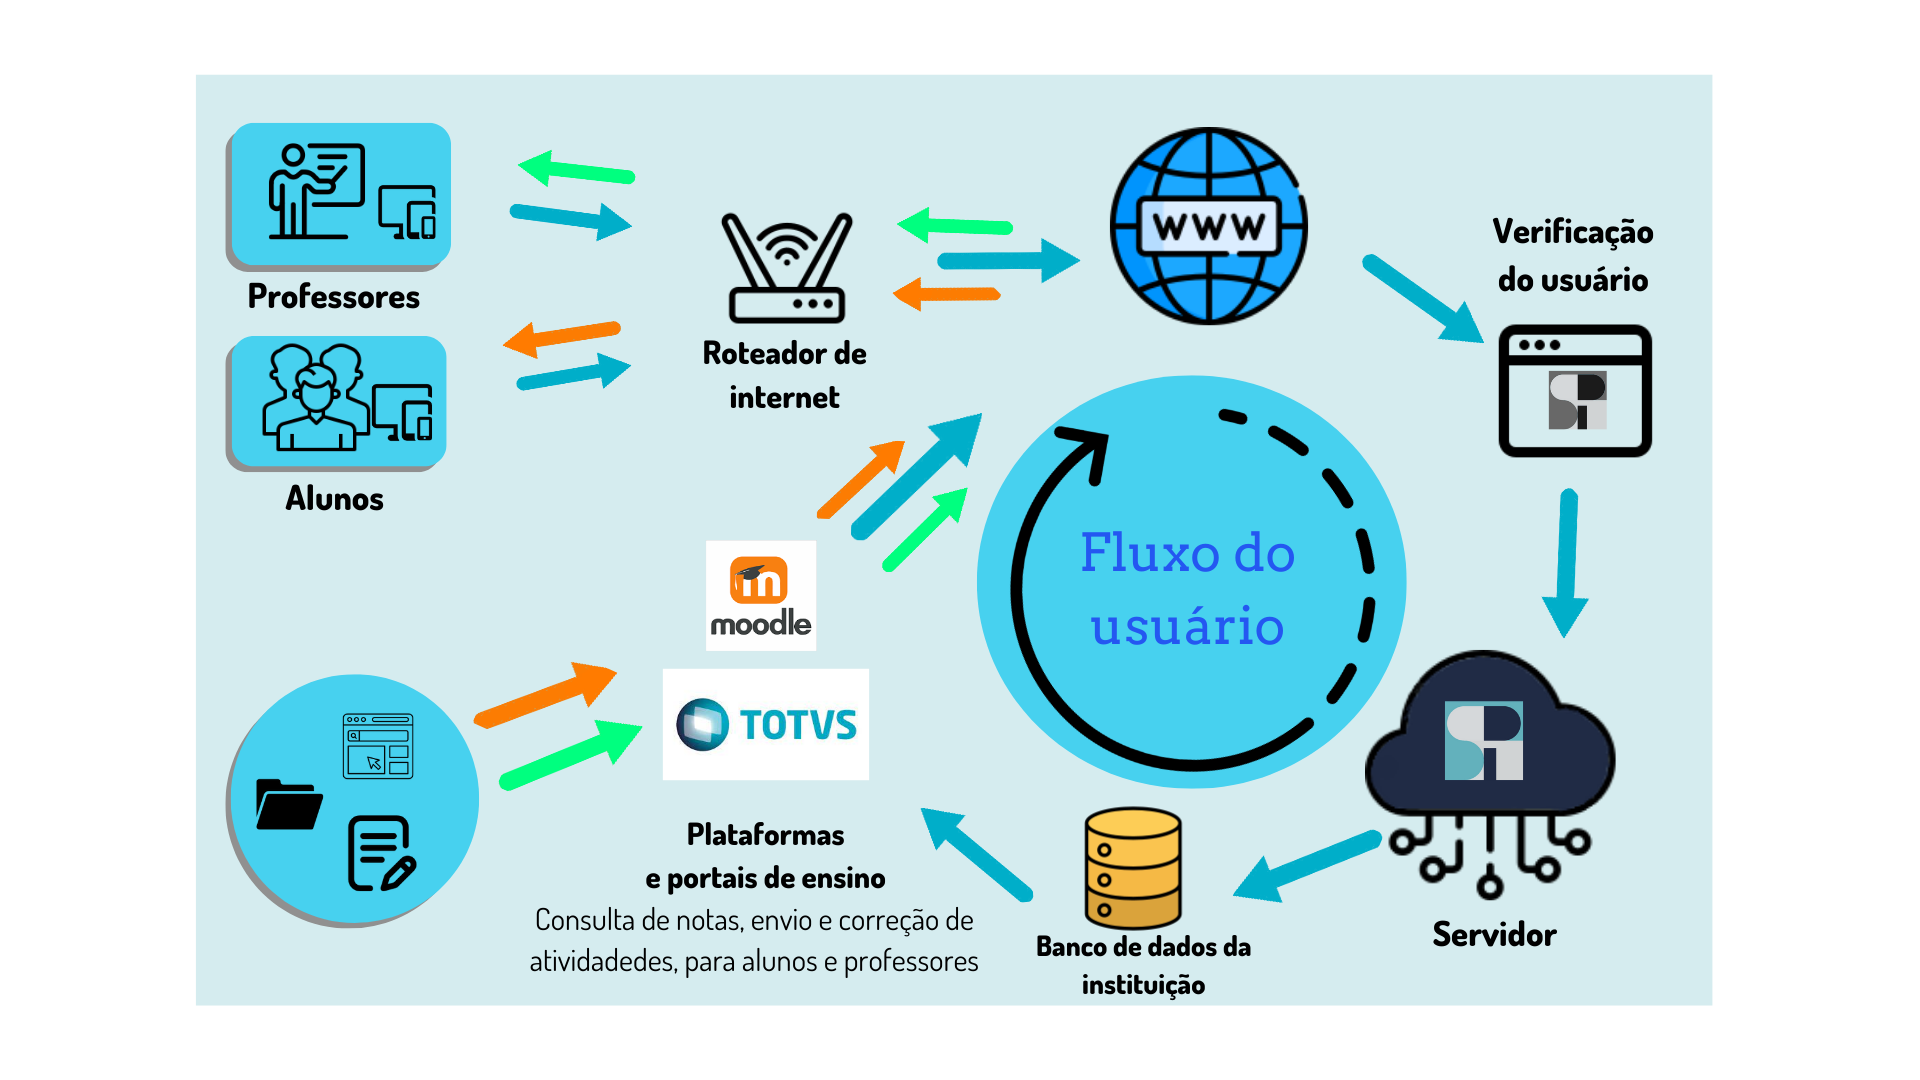 Professores
Alunos
Roteador de
internet
WWW
Verificação
do usuário
Fluxo do
usuário
moodle
TOTVS
Plataformas
e portais de ensino
Consulta de notas, envio e correção de
atividadedes, para alunos e professores
Banco de dados da
instituição
Servidor